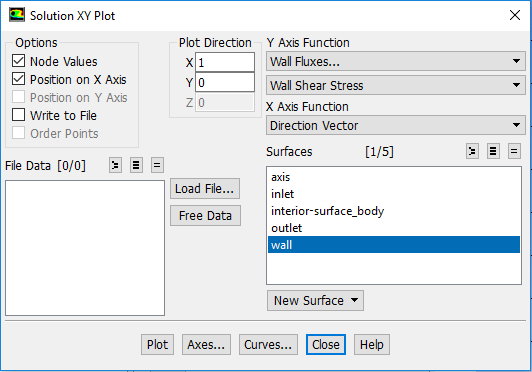 Solution XY Plot
Options
Node Values
Position on X Axis
Position on Y Axis
Write to File
Order Points
Plot Direction
X 1
Y 0
Z 0
Y Axis Function
Wall Fluxes...
Wall Shear Stress
X Axis Function
Direction Vector
File Data [0/0]
Load File...
Free Data
Surfaces [1/5]
axis
inlet
interior-surface_body
outlet
wall
New Surface
Plot Axes... Curves... Close Help